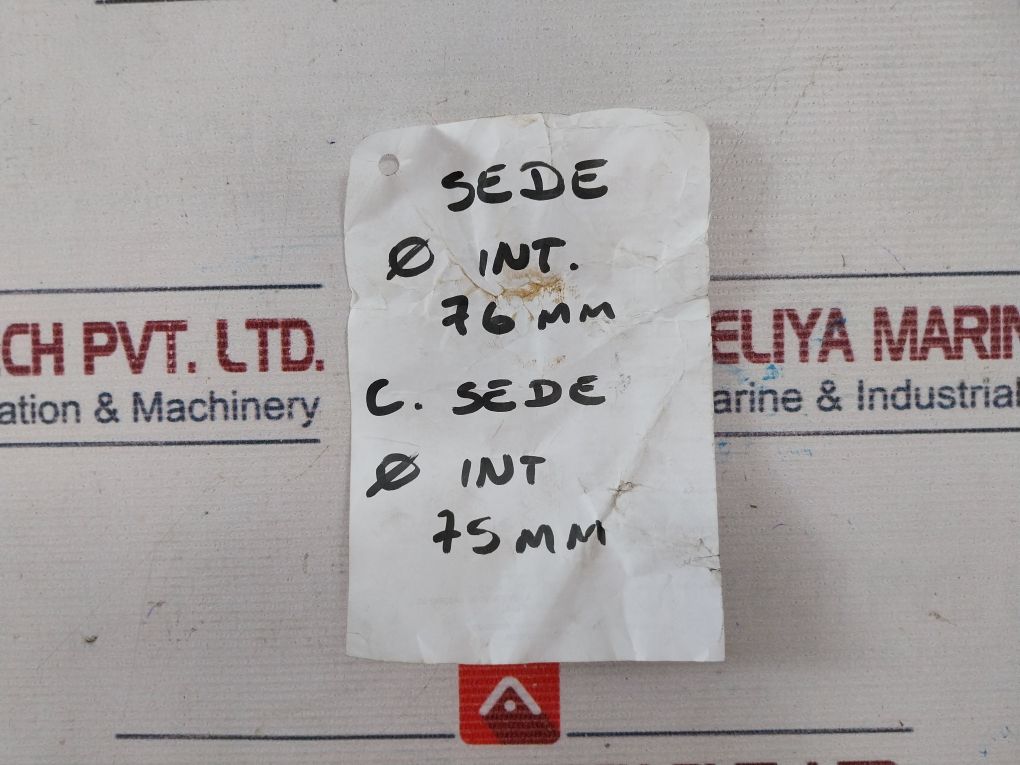 SEDE
Ø INT.
76 MM
C. SEDE
Ø INT
75 MM
CH PVT. LTD.
ation & Machinery
ELIYA MARIN
arine & Industrial